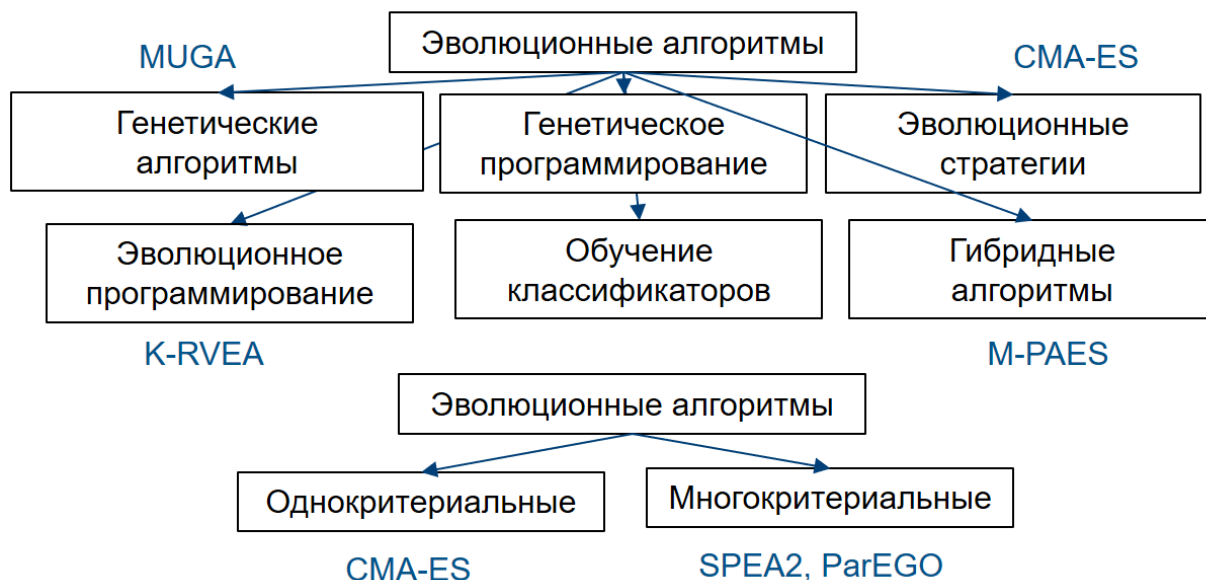 Эволюционные алгоритмы
MUGA
CMA-ES
Генетические
алгоритмы
Генетическое
программирование
Эволюционные
стратегии
Эволюционное
программирование
Обучение
классификаторов
Гибридные
алгоритмы
K-RVEA
M-PAES
Эволюционные алгоритмы
Однокритериальные
Многокритериальные
CMA-ES
SPEA2, ParEGO